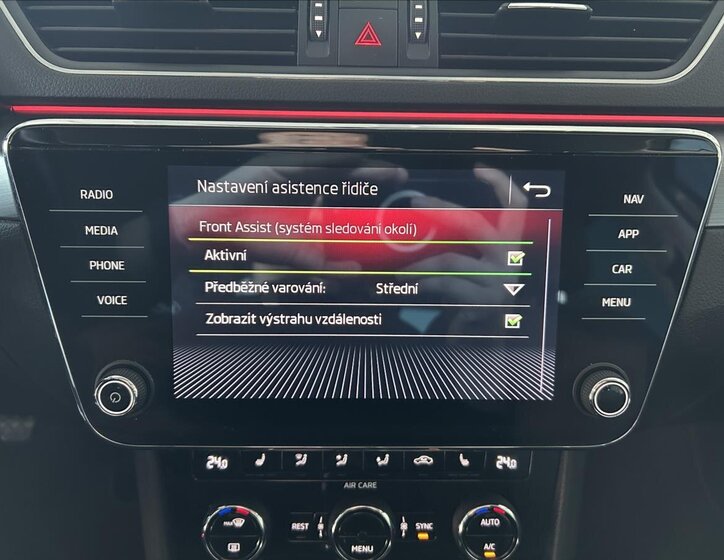 Nastavení asistence řidiče
RADIO
MEDIA
PHONE
VOICE
Front Assist (systém sledování okolí)
Aktivní
Předběžné varování: Střední
Zobrazit výstrahu vzdálenosti
NAV
APP
CAR
MENU
24.0
24.0
AIR CARE
MAX
REST
MENU
SYNC
AUTO
A/C